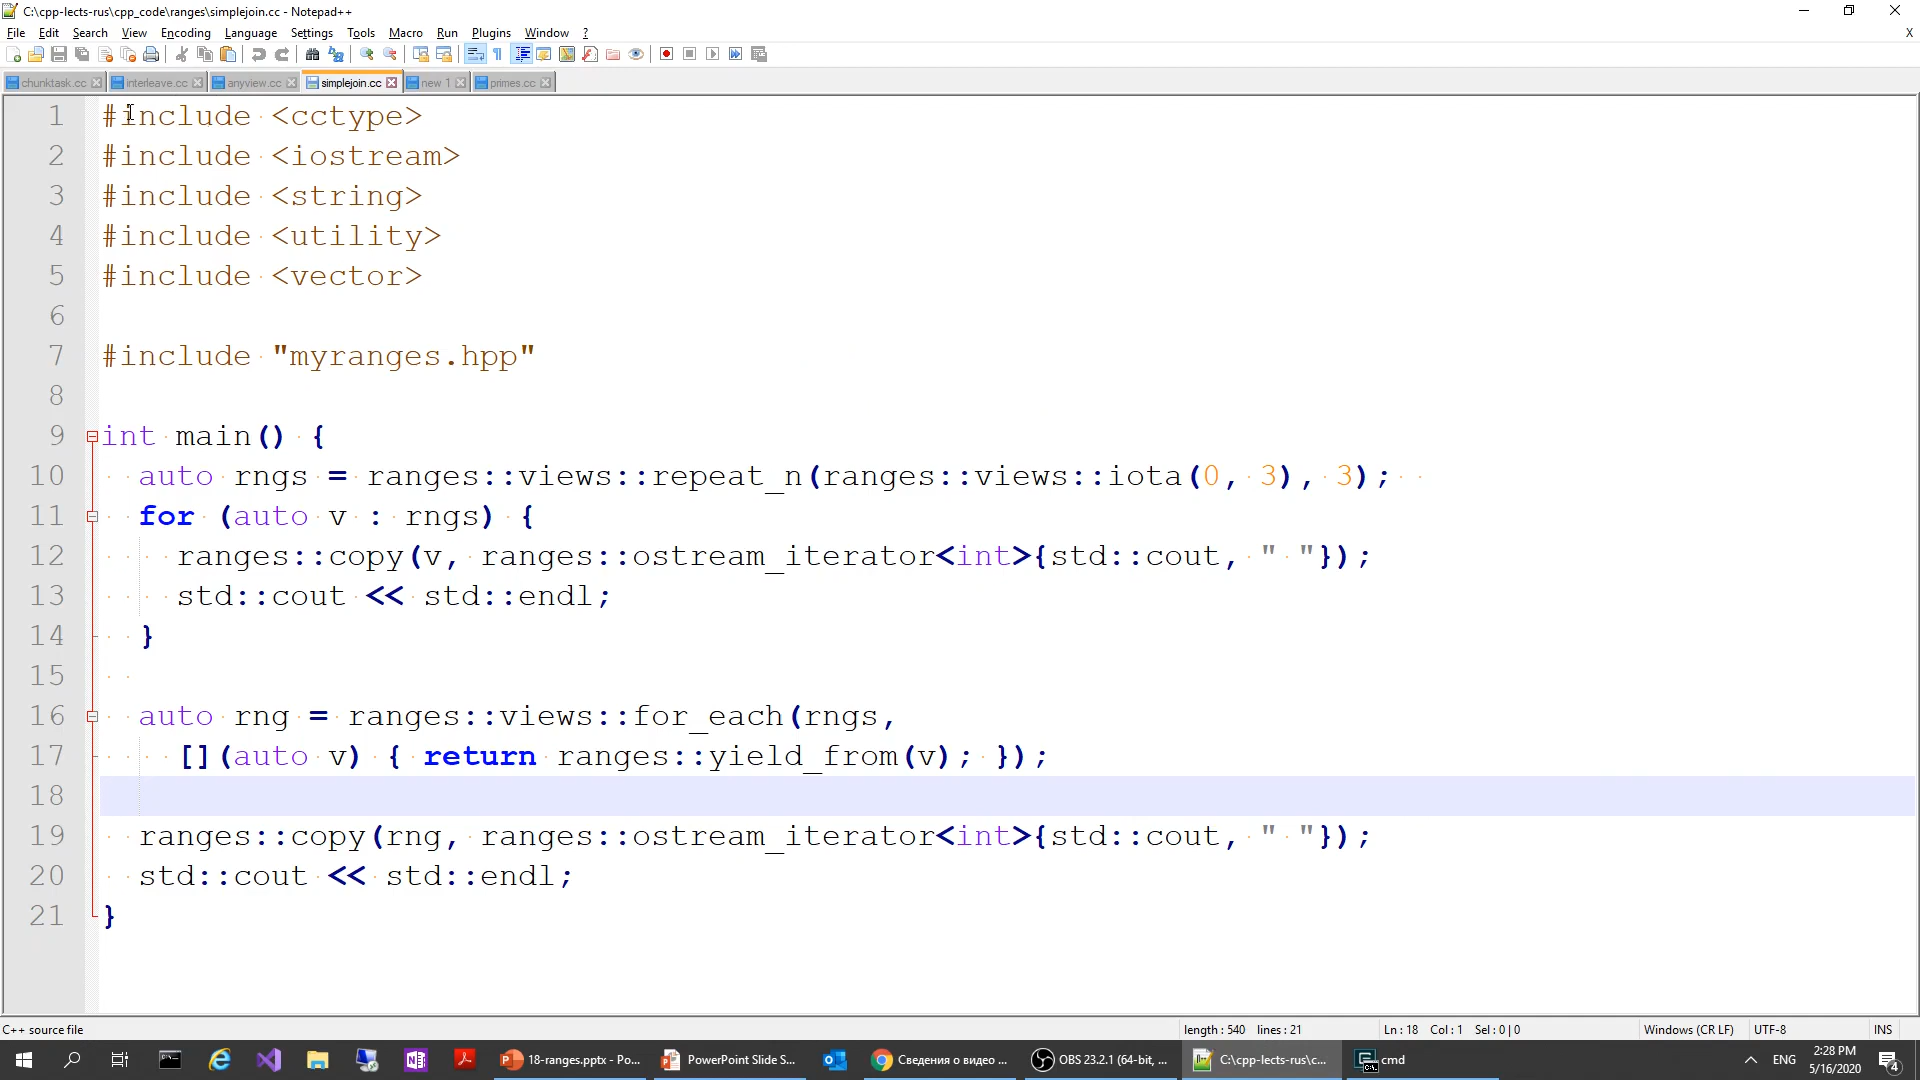 C:\cpp-lects-rus\cpp_code\ranges\simplejoin.cc - Notepad++
File Edit Search View Encoding Language Settings Tools Macro Run Plugins Window ? X
chunktask.cc interleave.cc anyview.cc simplejoin.cc new 1 primes.cc
1 #include <cctype>
2 #include <iostream>
3 #include <string>
4 #include <utility>
5 #include <vector>
6
7 #include "myranges.hpp"
8
9 int main() {
10 auto rngs = ranges::views::repeat_n(ranges::views::iota(0, 3), 3);
11 for (auto v : rngs) {
12 ranges::copy(v, ranges::ostream_iterator<int>{std::cout, " "});
13 std::cout << std::endl;
14 }
15
16 auto rng = ranges::views::for_each(rngs,
17 [](auto v) { return ranges::yield_from(v); });
18
19 ranges::copy(rng, ranges::ostream_iterator<int>{std::cout, " "});
20 std::cout << std::endl;
21 }
C++ source file length : 540 lines : 21 Ln : 18 Col : 1 Sel : 0 | 0 Windows (CR LF) UTF-8 INS
18-ranges.pptx - Po... PowerPoint Slide S... Сведения о видео ... OBS 23.2.1 (64-bit, ... C:\cpp-lects-rus\c... cmd ENG 2:28 PM
5/16/2020 4